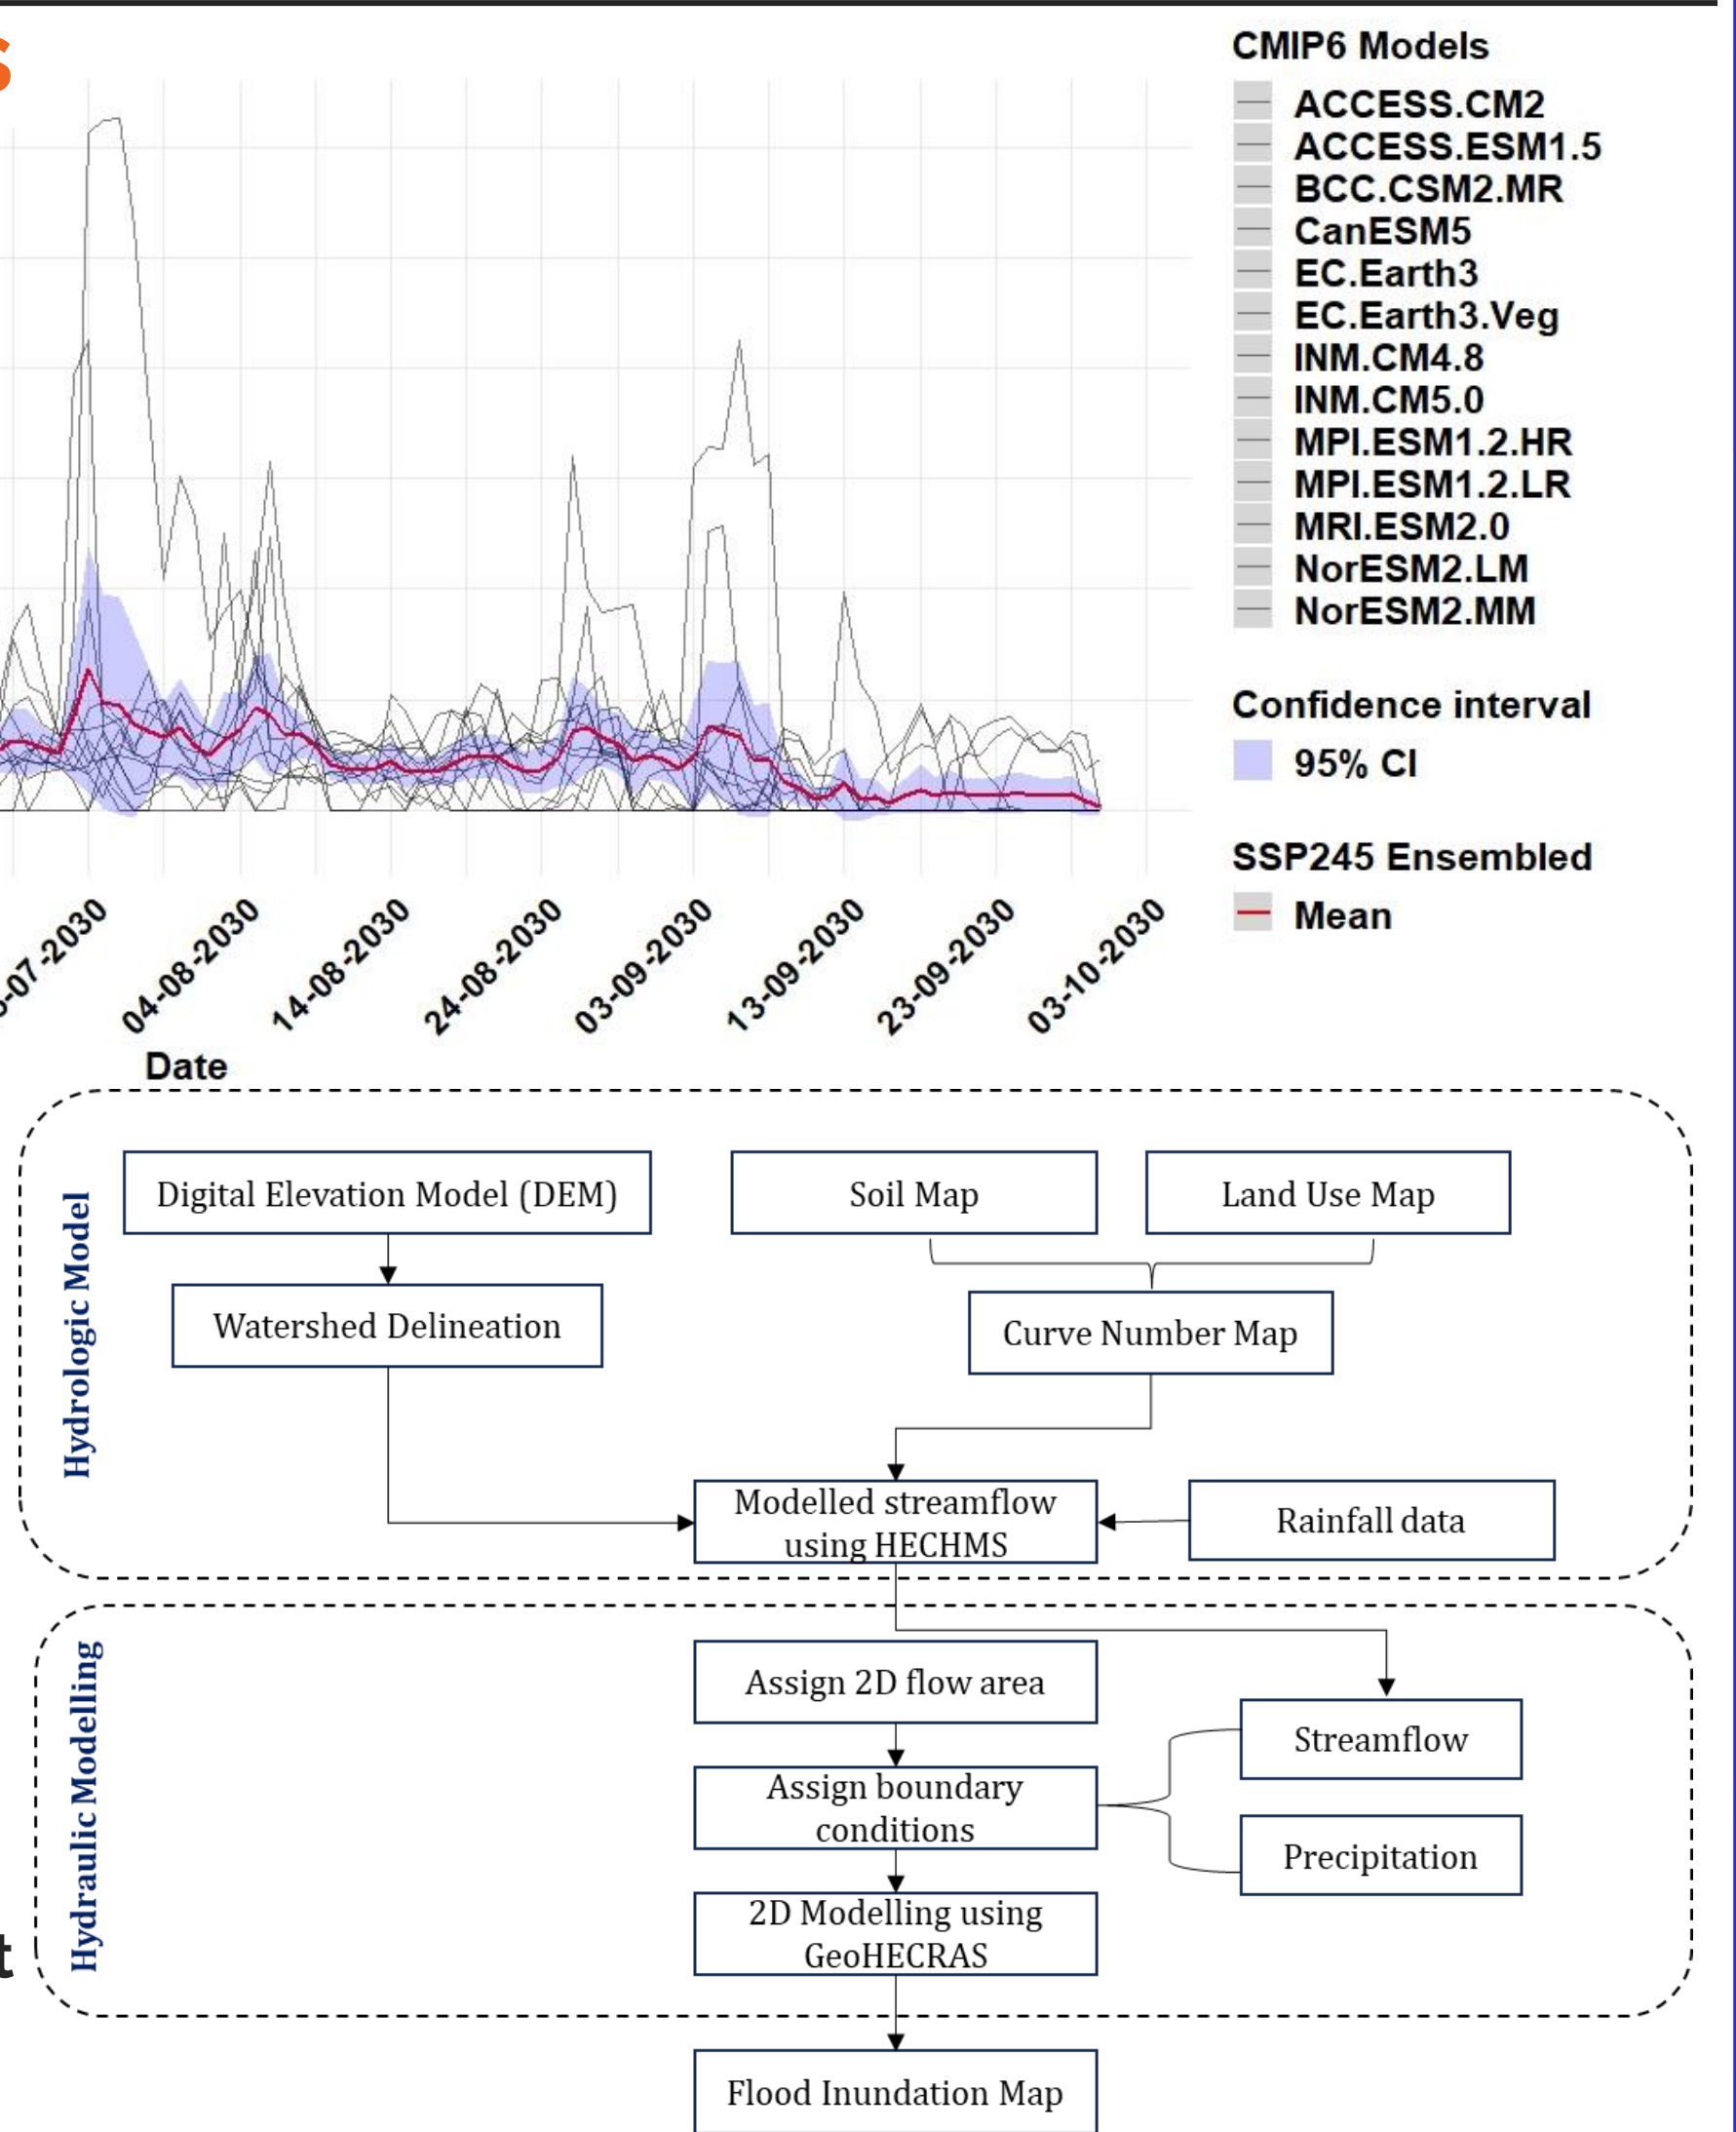 CMIP6 Models
ACCESS.CM2
ACCESS.ESM1.5
BCC.CSM2.MR
CanESM5
EC.Earth3
EC.Earth3.Veg
INM.CM4.8
INM.CM5.0
MPI.ESM1.2.HR
MPI.ESM1.2.LR
MRI.ESM2.0
NorESM2.LM
NorESM2.MM
Confidence interval
95% CI
SSP245 Ensembled
Mean
-07-2030
04-08-2030
14-08-2030
24-08-2030
03-09-2030
13-09-2030
23-09-2030
03-10-2030
Date
Hydrologic Model
Digital Elevation Model (DEM)
Soil Map
Land Use Map
Watershed Delineation
Curve Number Map
Modelled streamflow
using HECHMS
Rainfall data
Hydraulic Modelling
Assign 2D flow area
Streamflow
Assign boundary
conditions
Precipitation
2D Modelling using
GeoHECRAS
Flood Inundation Map